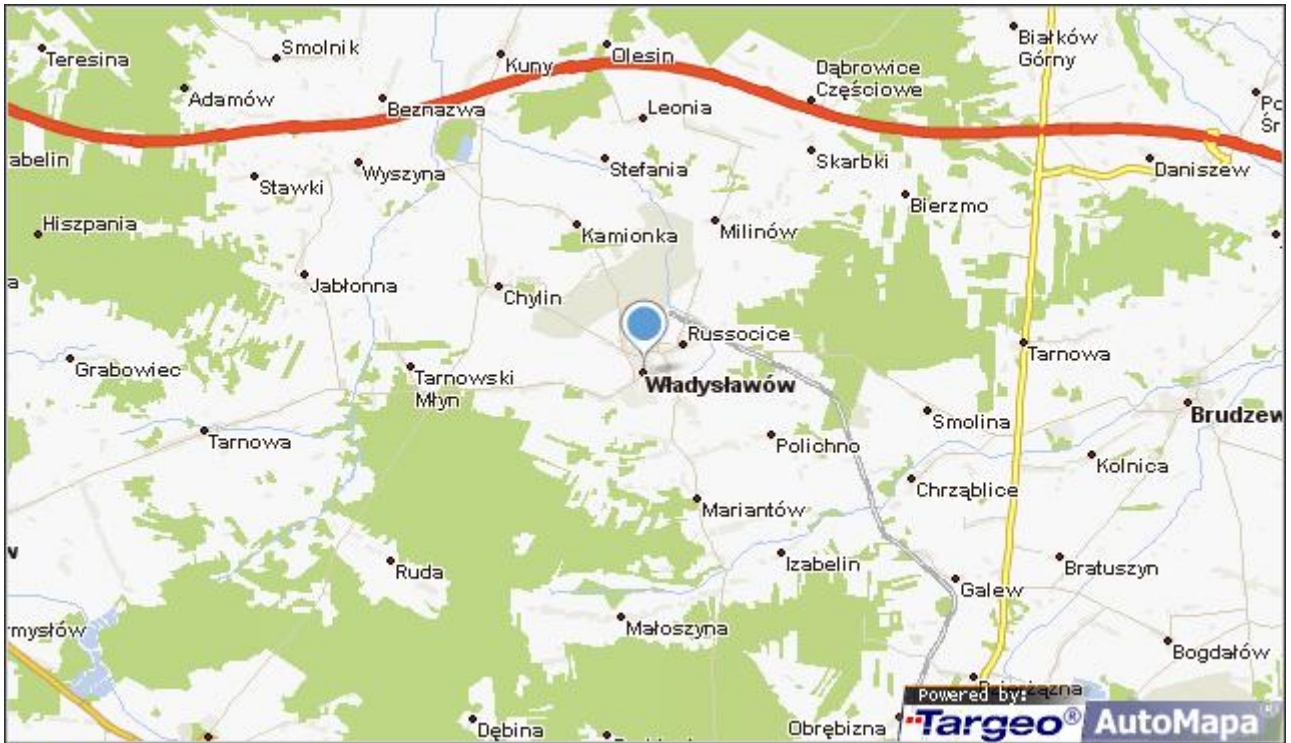 Teresina
Smolnik
Kuny
Olesin
Białków
Górny
Adamów
Beznazwa
Leonia
Dąbrowice
Częściowe
abelin
Stawki
Wyszyna
Stefania
Skarbki
Daniszew
Hiszpania
Kamionka
Milinów
Bierzmo
Jabłonna
Chylin
Russocice
Grabowiec
Tarnowski
Młyn
Władysławów
Tarnowa
Brudzew
Tarnowa
Polichno
Smolina
Kolnica
Chrząblice
Mariantów
Ruda
Izabelin
Galew
Bratuszyn
mysłów
Małoszyna
Bogdałów
Dębina
Obrębizna
Powered by:
Targeo® AutoMapa®